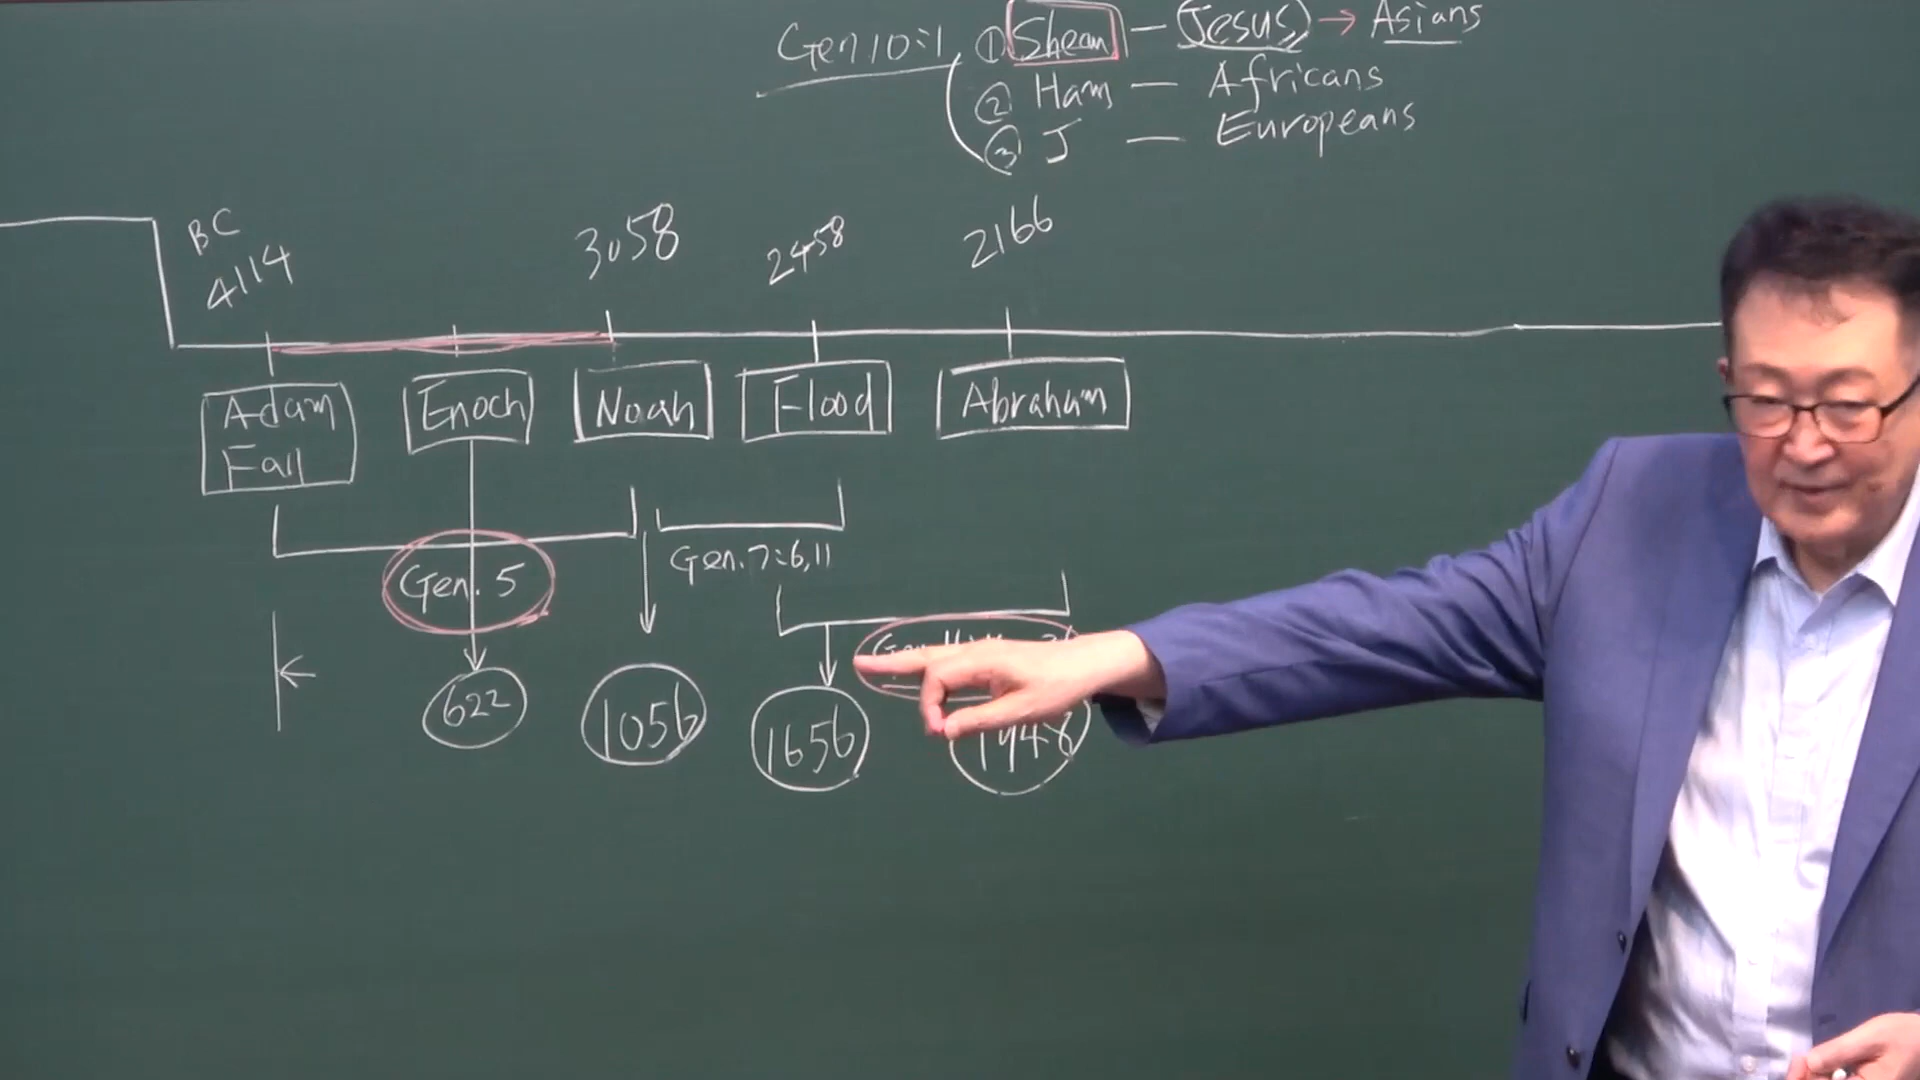 Gen 10:1 ① Shean — Jesus → Asians
② Ham — Africans
③ J — Europeans
BC
4114 3058 2458 2166
Adam Enoch Noah Flood Abraham
Fall
Gen. 7:6,11
Gen. 5
622 1056 1656 1948